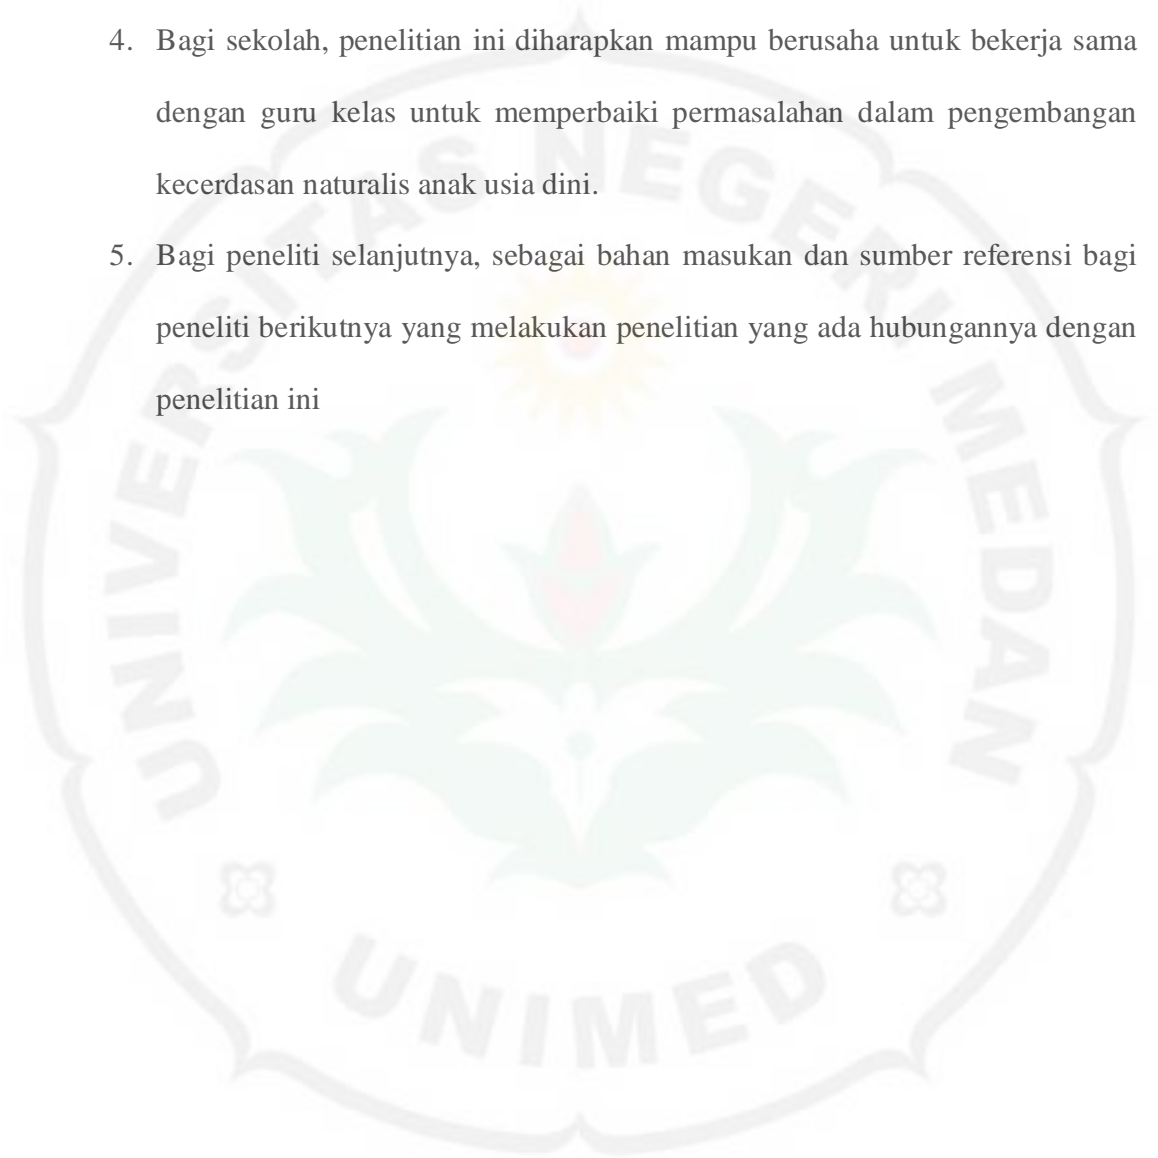 4. Bagi sekolah, penelitian ini diharapkan mampu berusaha untuk bekerja sama
dengan guru kelas untuk memperbaiki permasalahan dalam pengembangan
kecerdasan naturalis anak usia dini.
5. Bagi peneliti selanjutnya, sebagai bahan masukan dan sumber referensi bagi
peneliti berikutnya yang melakukan penelitian yang ada hubungannya dengan
penelitian ini
UNIVERSITAS NEGERI MEDAN
UNIMED